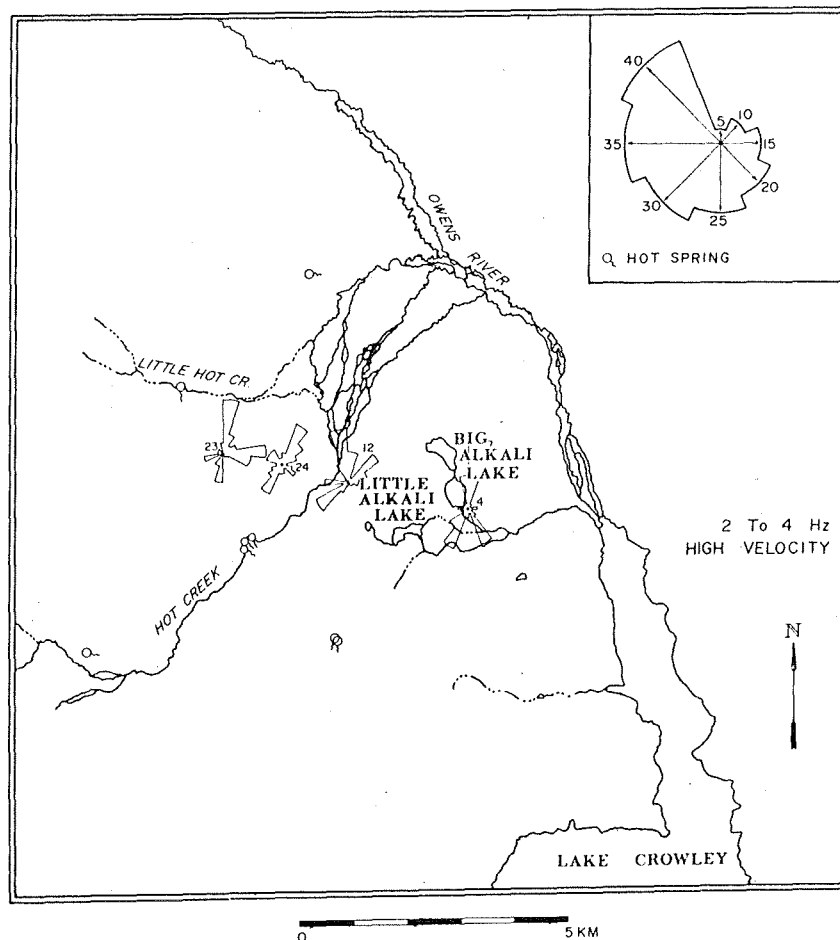 40
5
10
15
35
20
30
25
HOT SPRING
OWENS
RIVER
LITTLE HOT CR.
23
24
12
BIG
ALKALI
LAKE
4
LITTLE
ALKALI
LAKE
2 To 4 Hz
HIGH VELOCITY
HOT CREEK
N
LAKE CROWLEY
0
5 KM